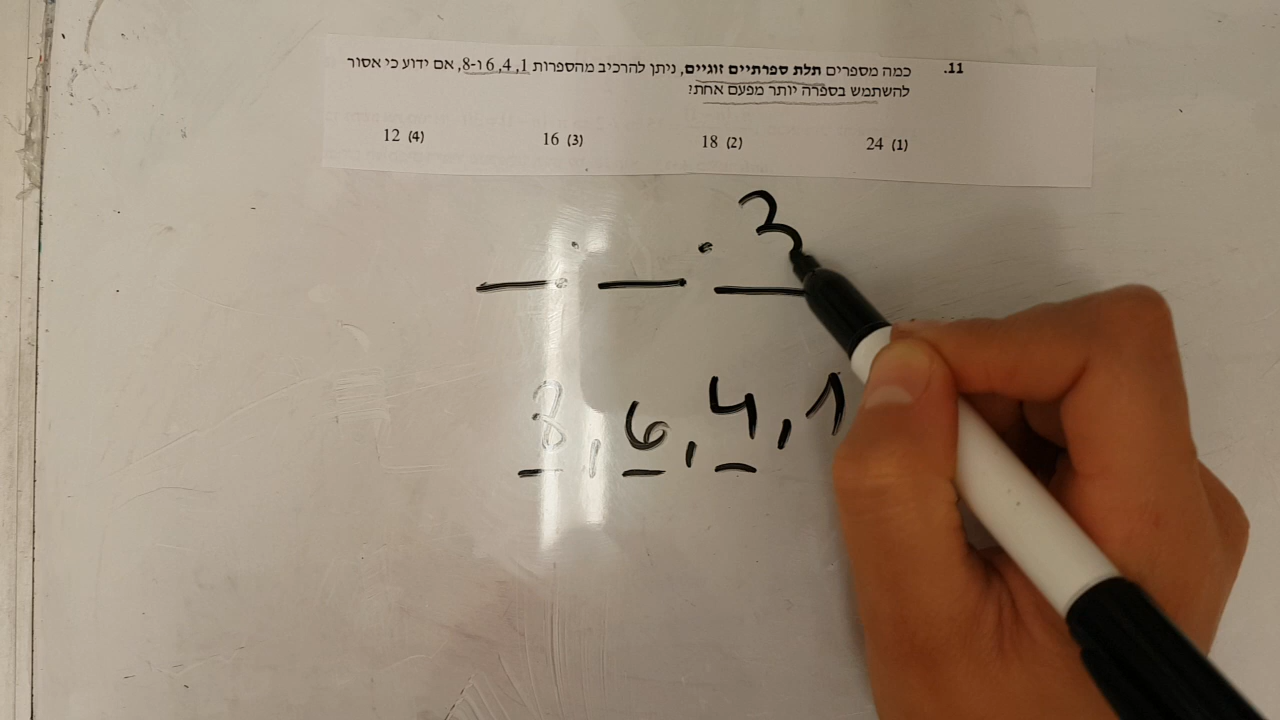 11. כמה מספרים תלת ספרתיים זוגיים, ניתן להרכיב מהספרות 1, 4, 6 ו-8, אם ידוע כי אסור
להשתמש בספרה יותר מפעם אחת?
(1) 24 (2) 18 (3) 16 (4) 12
3
8, 6, 4, 1